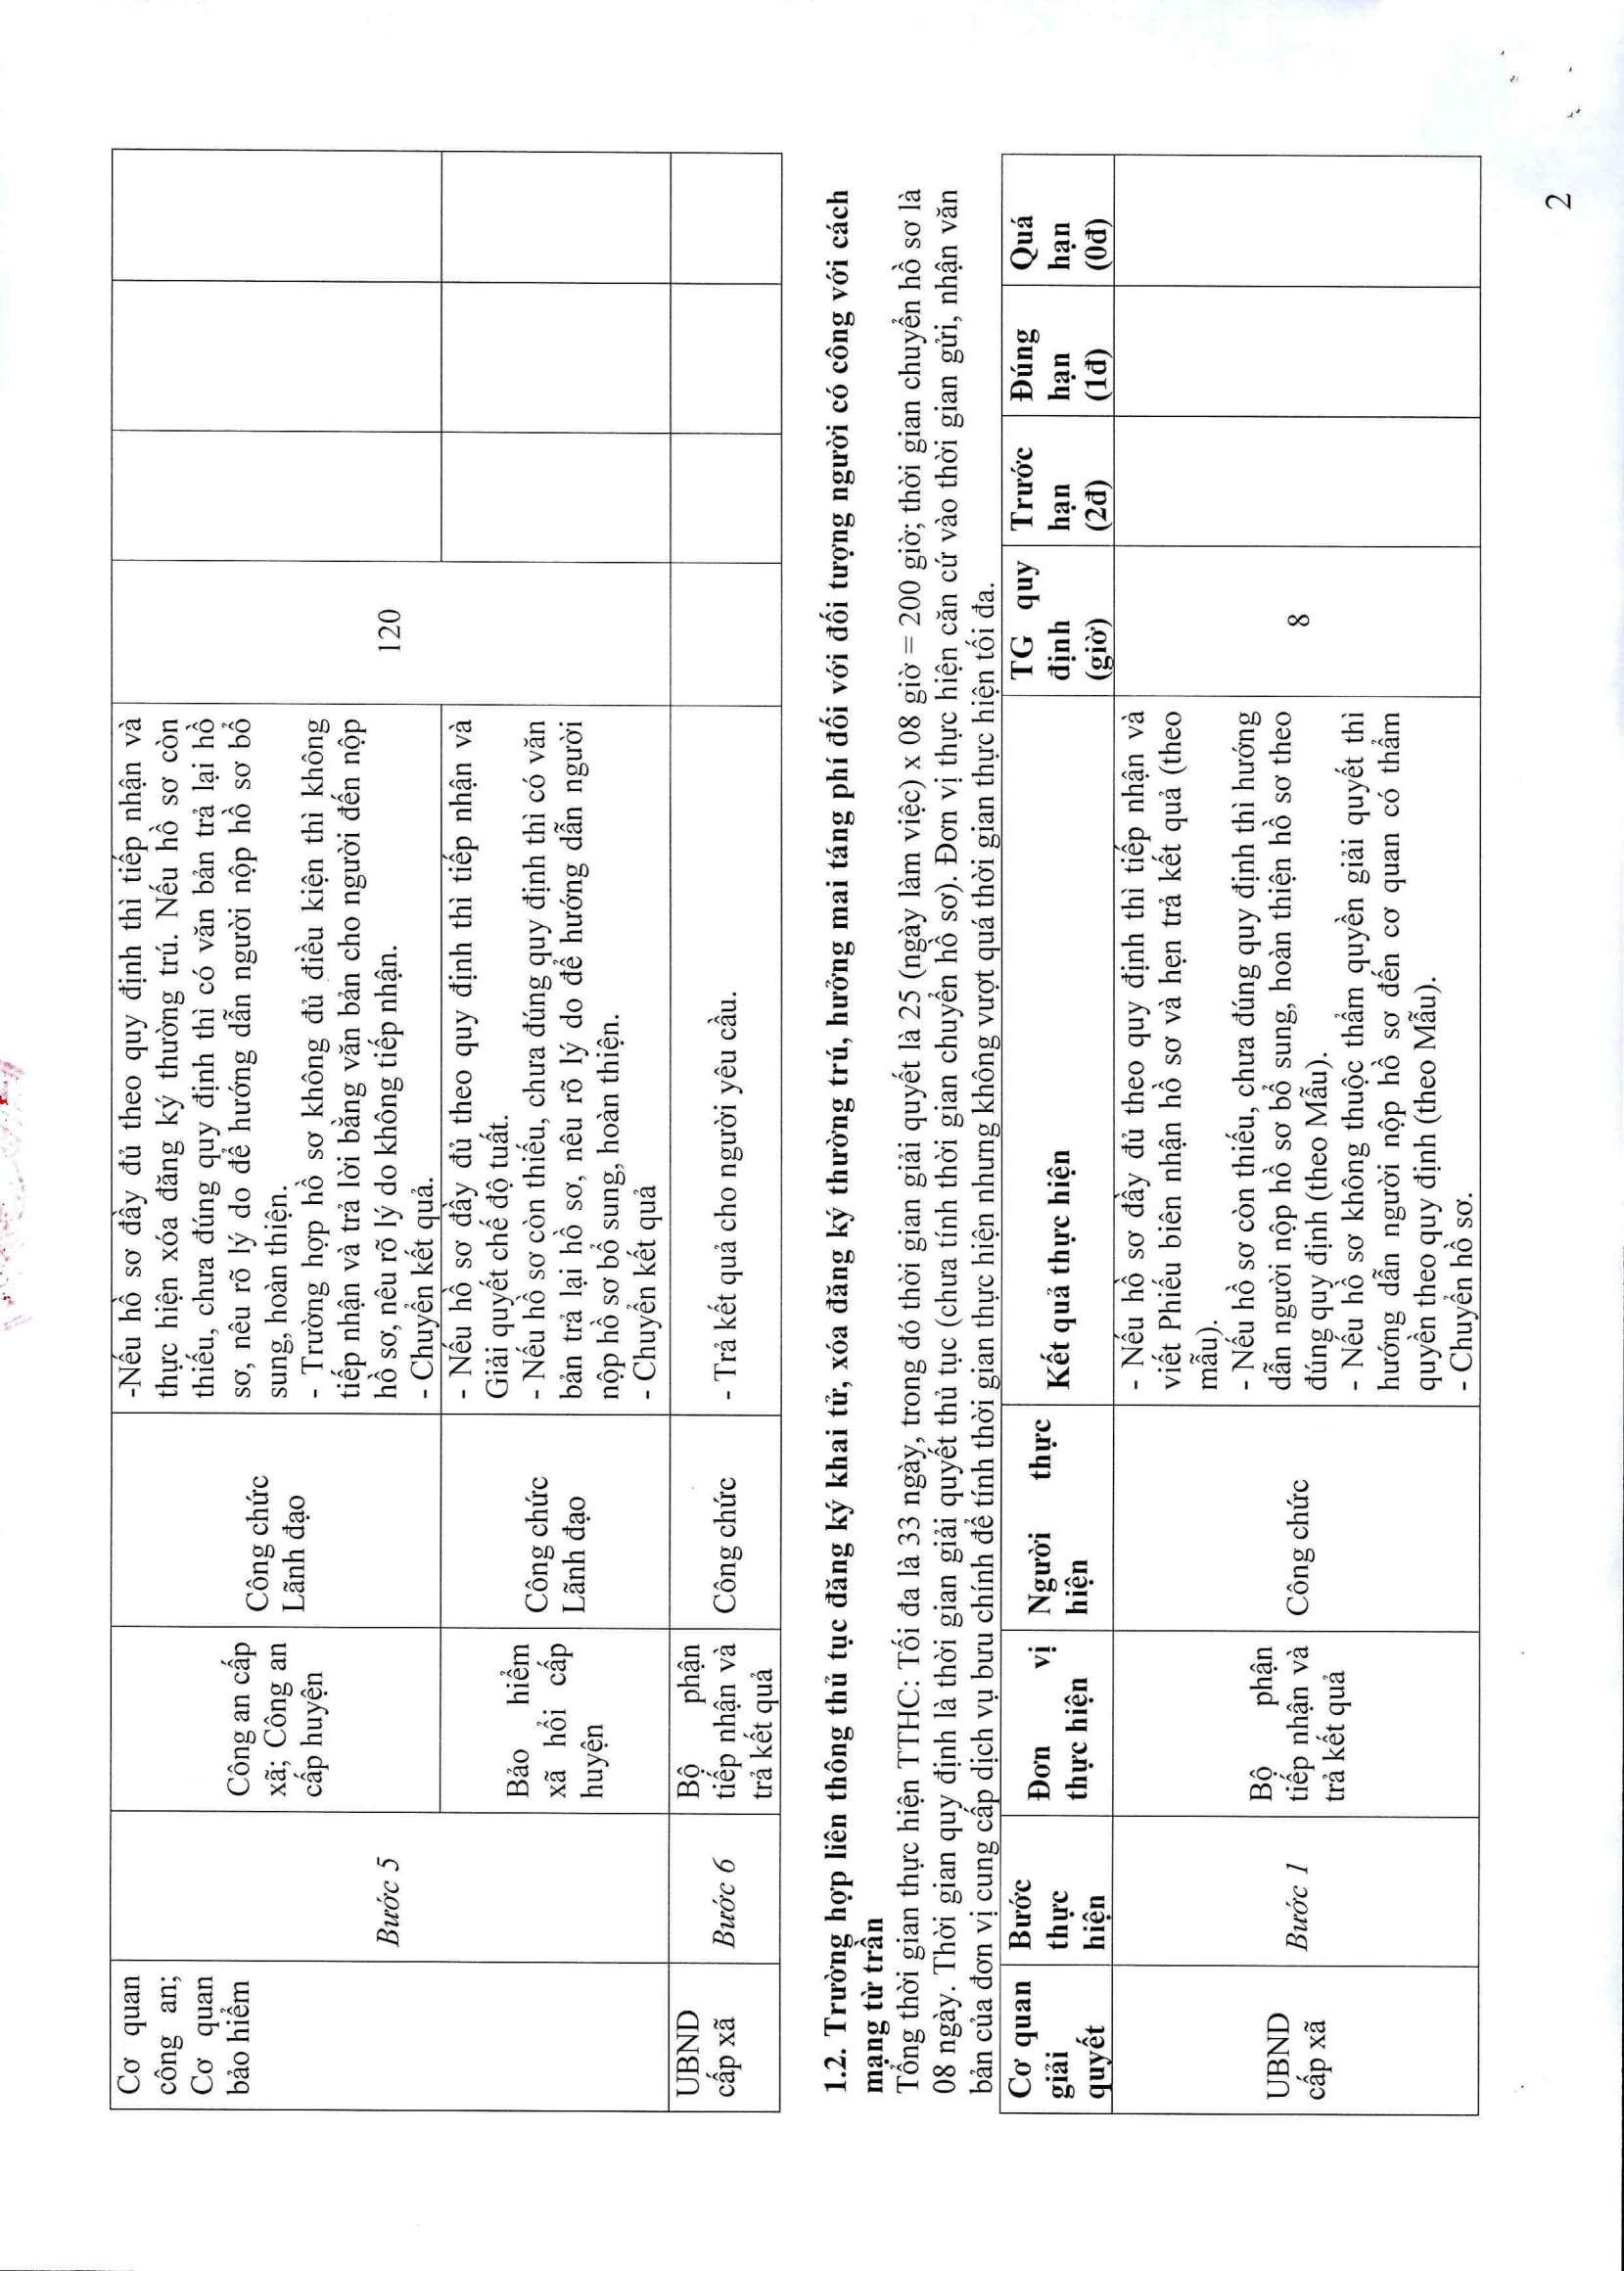 Cơ quan
công an;
Cơ quan
bảo hiểm
Bước 5
Công an cấp
xã; Công an
cấp huyện
Công chức
Lãnh đạo
-Nếu hồ sơ đầy đủ theo quy định thì tiếp nhận và
thực hiện xóa đăng ký thường trú. Nếu hồ sơ còn
thiếu, chưa đúng quy định thì có văn bản trả lại hồ
sơ, nêu rõ lý do để hướng dẫn người nộp hồ sơ bổ
sung, hoàn thiện.
- Trường hợp hồ sơ không đủ điều kiện thì không
tiếp nhận và trả lời bằng văn bản cho người đến nộp
hồ sơ, nêu rõ lý do không tiếp nhận.
- Chuyển kết quả.
120
Bảo hiểm
xã hồi cấp
huyện
Công chức
Lãnh đạo
- Nếu hồ sơ đầy đủ theo quy định thì tiếp nhận và
Giải quyết chế độ tuất.
- Nếu hồ sơ còn thiếu, chưa đúng quy định thì có văn
bản trả lại hồ sơ, nêu rõ lý do để hướng dẫn người
nộp hồ sơ bổ sung, hoàn thiện.
- Chuyển kết quả
UBND
cấp xã
Bước 6
Bộ phận
tiếp nhận và
trả kết quả
Công chức
- Trả kết quả cho người yêu cầu.
1.2. Trường hợp liên thông thủ tục đăng ký khai tử, xóa đăng ký thường trú, hưởng mai táng phí đối với đối tượng người có công với cách
mạng từ trần
Tổng thời gian thực hiện TTHC: Tối đa là 33 ngày, trong đó thời gian giải quyết là 25 (ngày làm việc) x 08 giờ = 200 giờ; thời gian chuyển hồ sơ là
08 ngày. Thời gian quy định là thời gian giải quyết thủ tục (chưa tính thời gian chuyển hồ sơ). Đơn vị thực hiện căn cứ vào thời gian gửi, nhận văn
bản của đơn vị cung cấp dịch vụ bưu chính để tính thời gian thực hiện nhưng không vượt quá thời gian thực hiện tối đa.
Cơ quan
giải
quyết
Bước
thực
hiện
Đơn vị
thực hiện
Người thực
hiện
Kết quả thực hiện
TG quy
định
(giờ)
Trước
hạn
(2đ)
Đúng
hạn
(1đ)
Quá
hạn
(0đ)
UBND
cấp xã
Bước 1
Bộ phận
tiếp nhận và
trả kết quả
Công chức
- Nếu hồ sơ đầy đủ theo quy định thì tiếp nhận và
viết Phiếu biên nhận hồ sơ và hẹn trả kết quả (theo
mẫu).
- Nếu hồ sơ còn thiếu, chưa đúng quy định thì hướng
dẫn người nộp hồ sơ bổ sung, hoàn thiện hồ sơ theo
đúng quy định (theo Mẫu).
- Nếu hồ sơ không thuộc thẩm quyền giải quyết thì
hướng dẫn người nộp hồ sơ đến cơ quan có thẩm
quyền theo quy định (theo Mẫu).
- Chuyển hồ sơ.
8
2